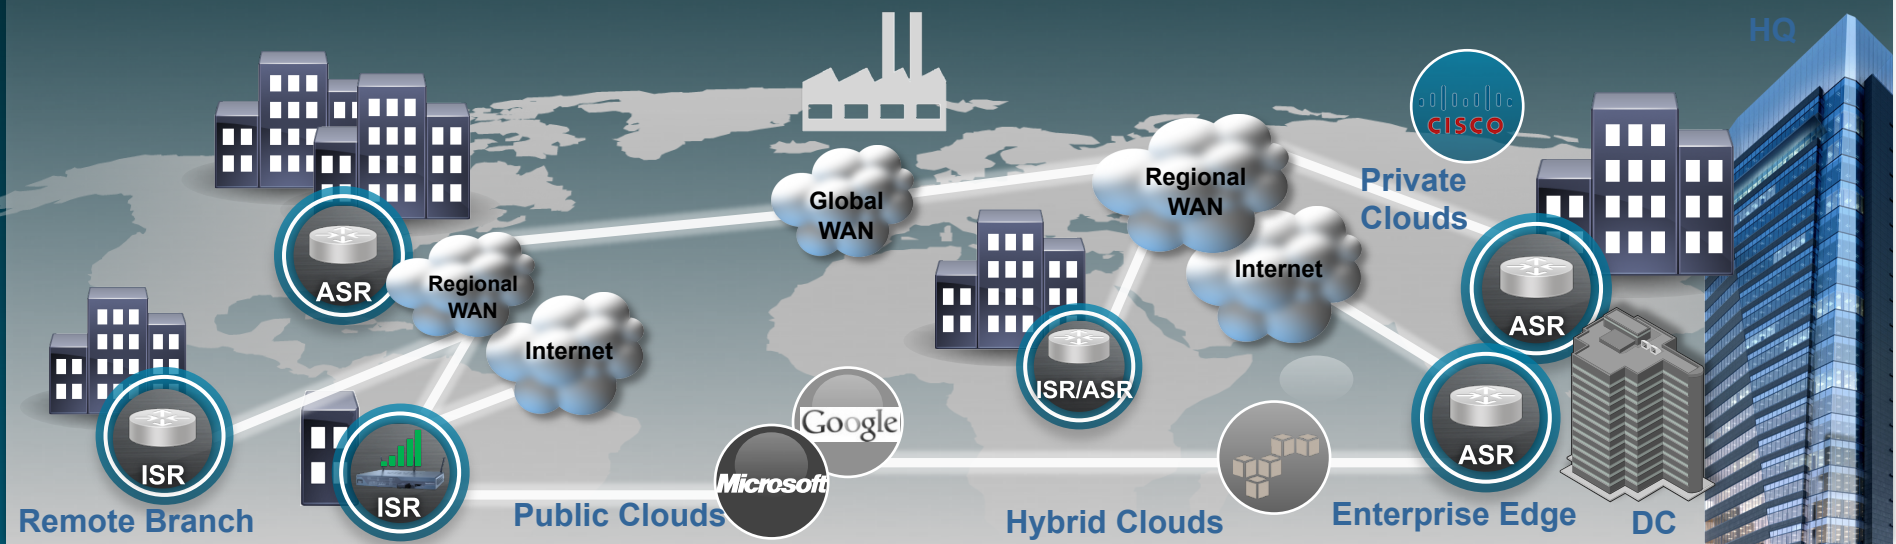 HQ
CISCO
Private
Clouds
Global
WAN
Regional
WAN
Internet
ASR
Regional
WAN
Internet
ASR
ISR/ASR
Google
ASR
ISR
ISR
Microsoft
Remote Branch
Public Clouds
Hybrid Clouds
Enterprise Edge
DC